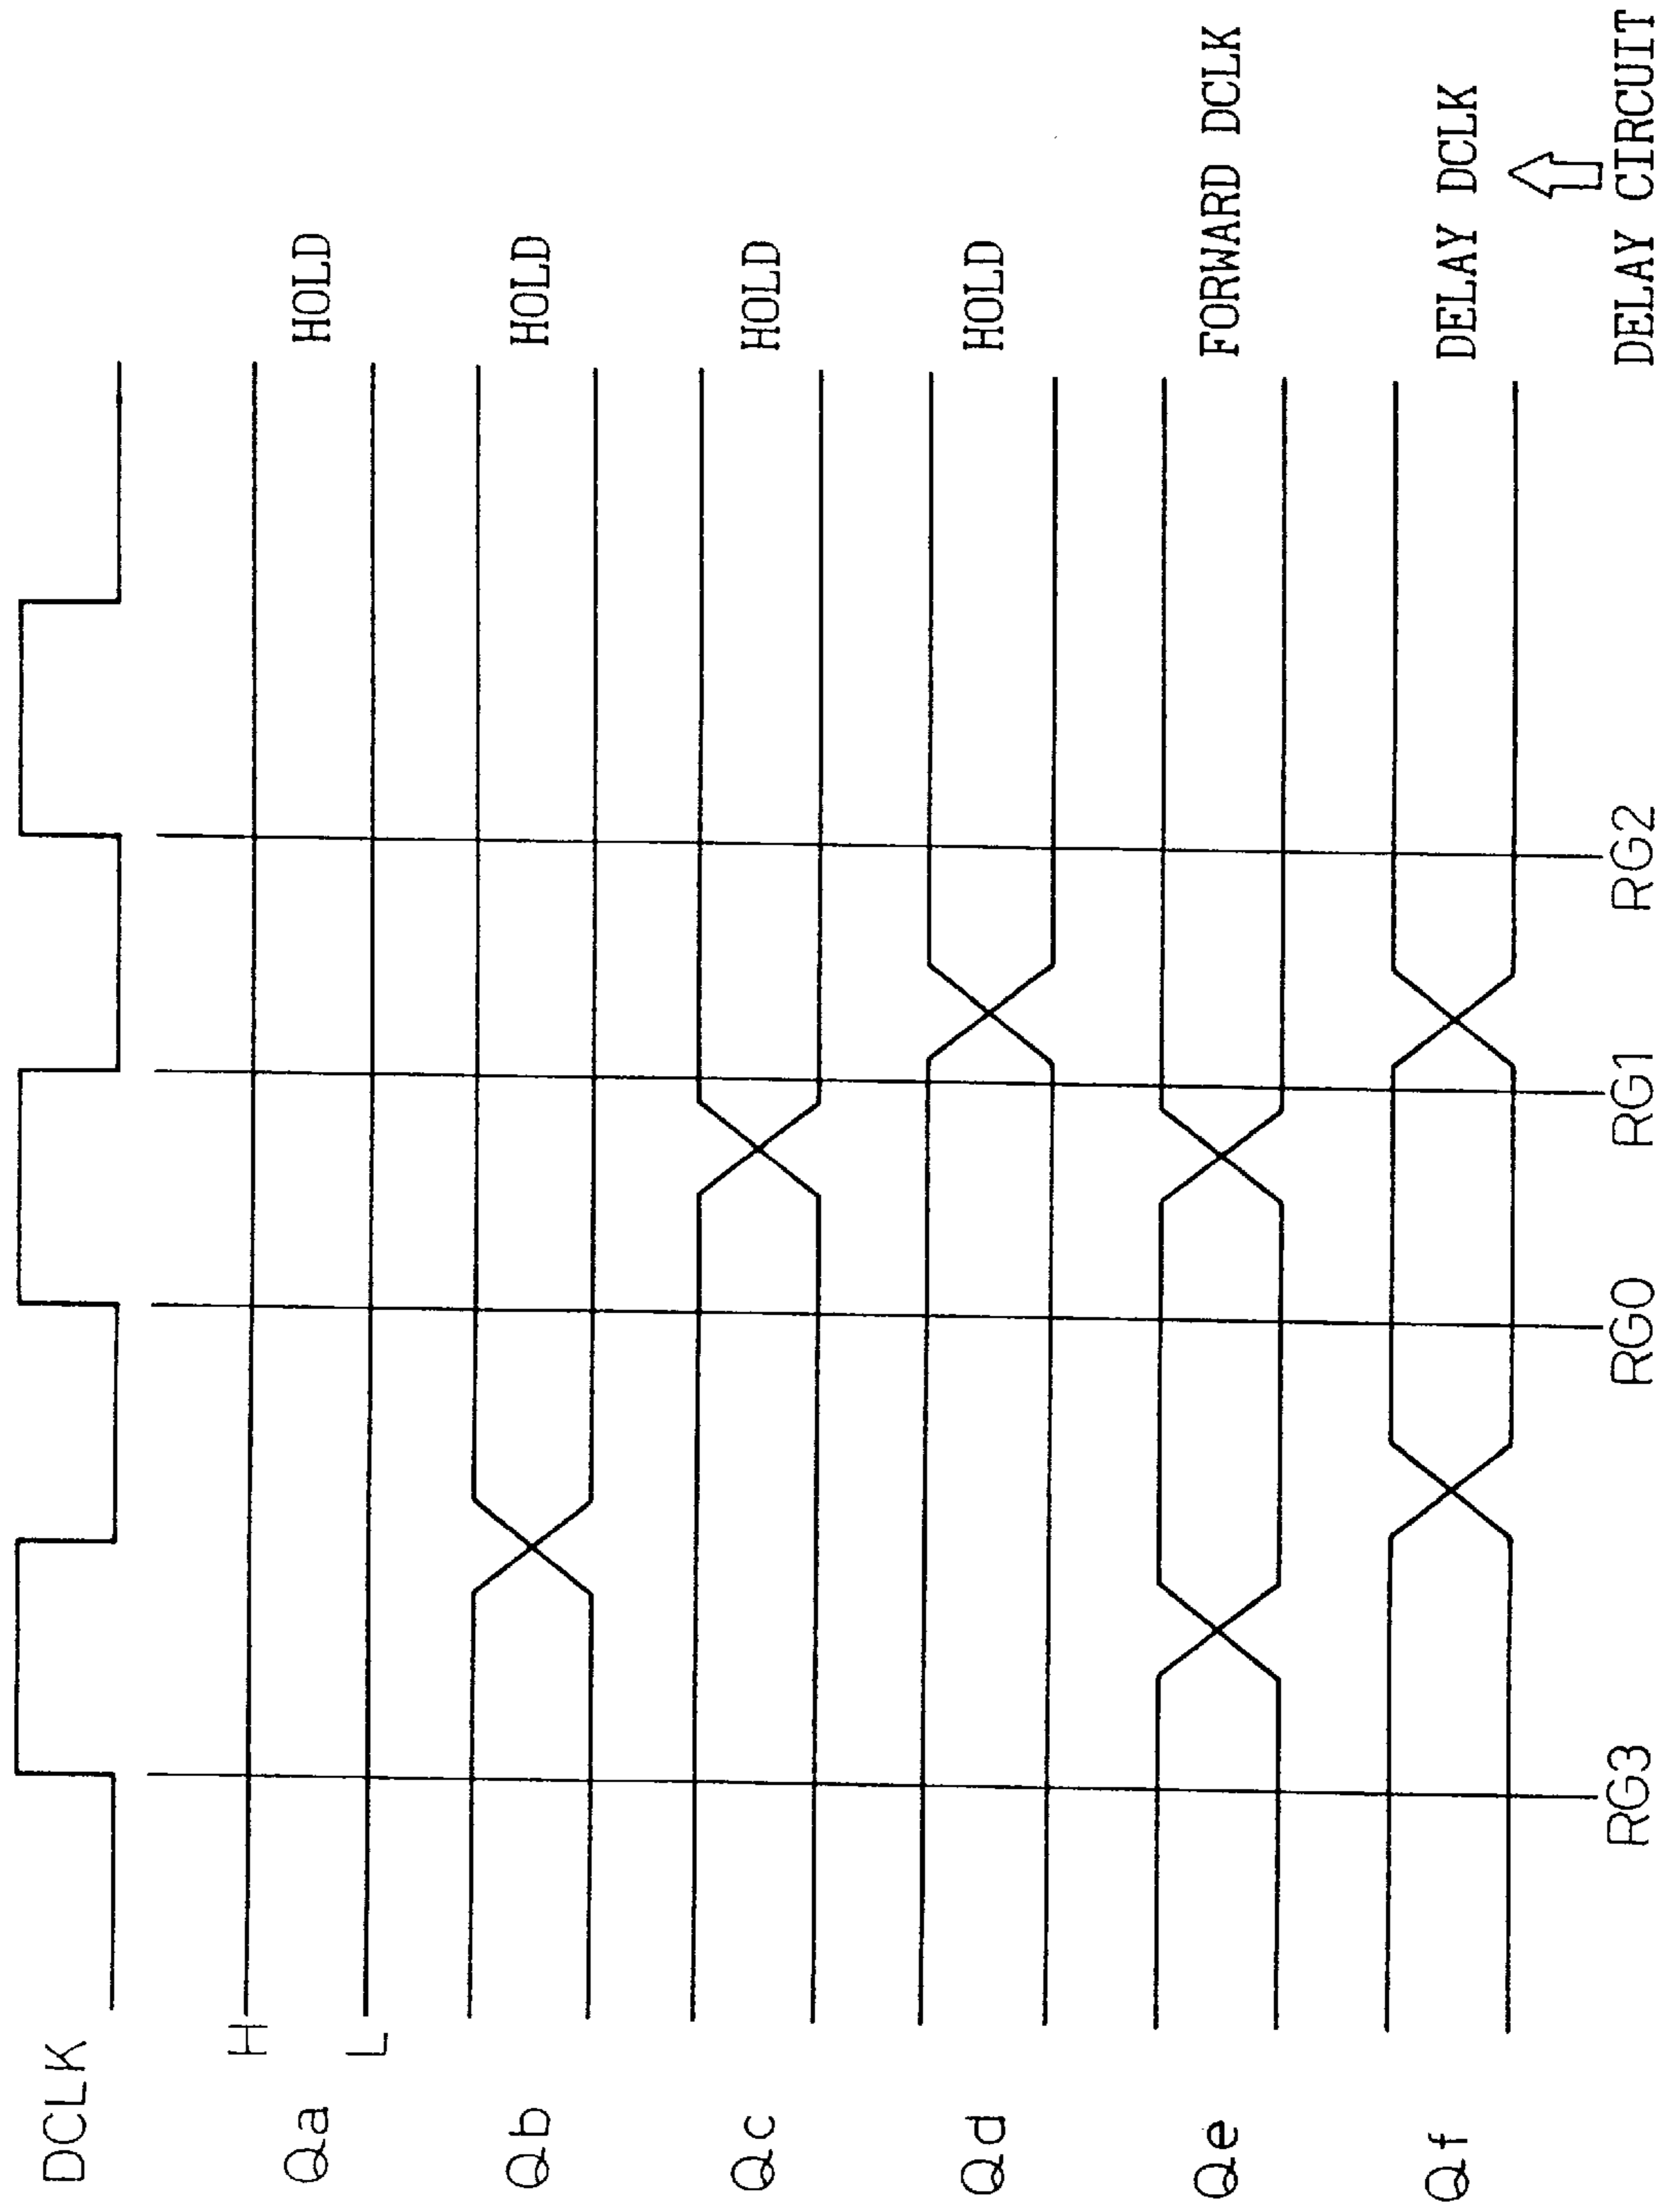 DCLK
H
Qa HOLD
L
Qb HOLD
Qc HOLD
Qd HOLD
Qe FORWARD DCLK
Qf DELAY DCLK
RG3 RG0 RG1 RG2 DELAY CIRCUIT